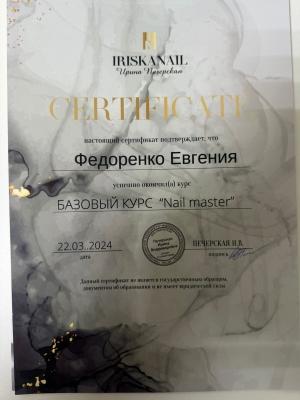 IRISKANAIL
Ирина Печерская
CERTIFICATE
настоящий сертификат подтверждает, что
Федоренко Евгения
успешно окончил(а) курс
БАЗОВЫЙ КУРС “Nail master”
22.03..2024
ПЕЧЕРСКАЯ И.В.
дата
подпись
Данный сертификат не является государственным образцом,
документом об образовании и не имеет юридической силы